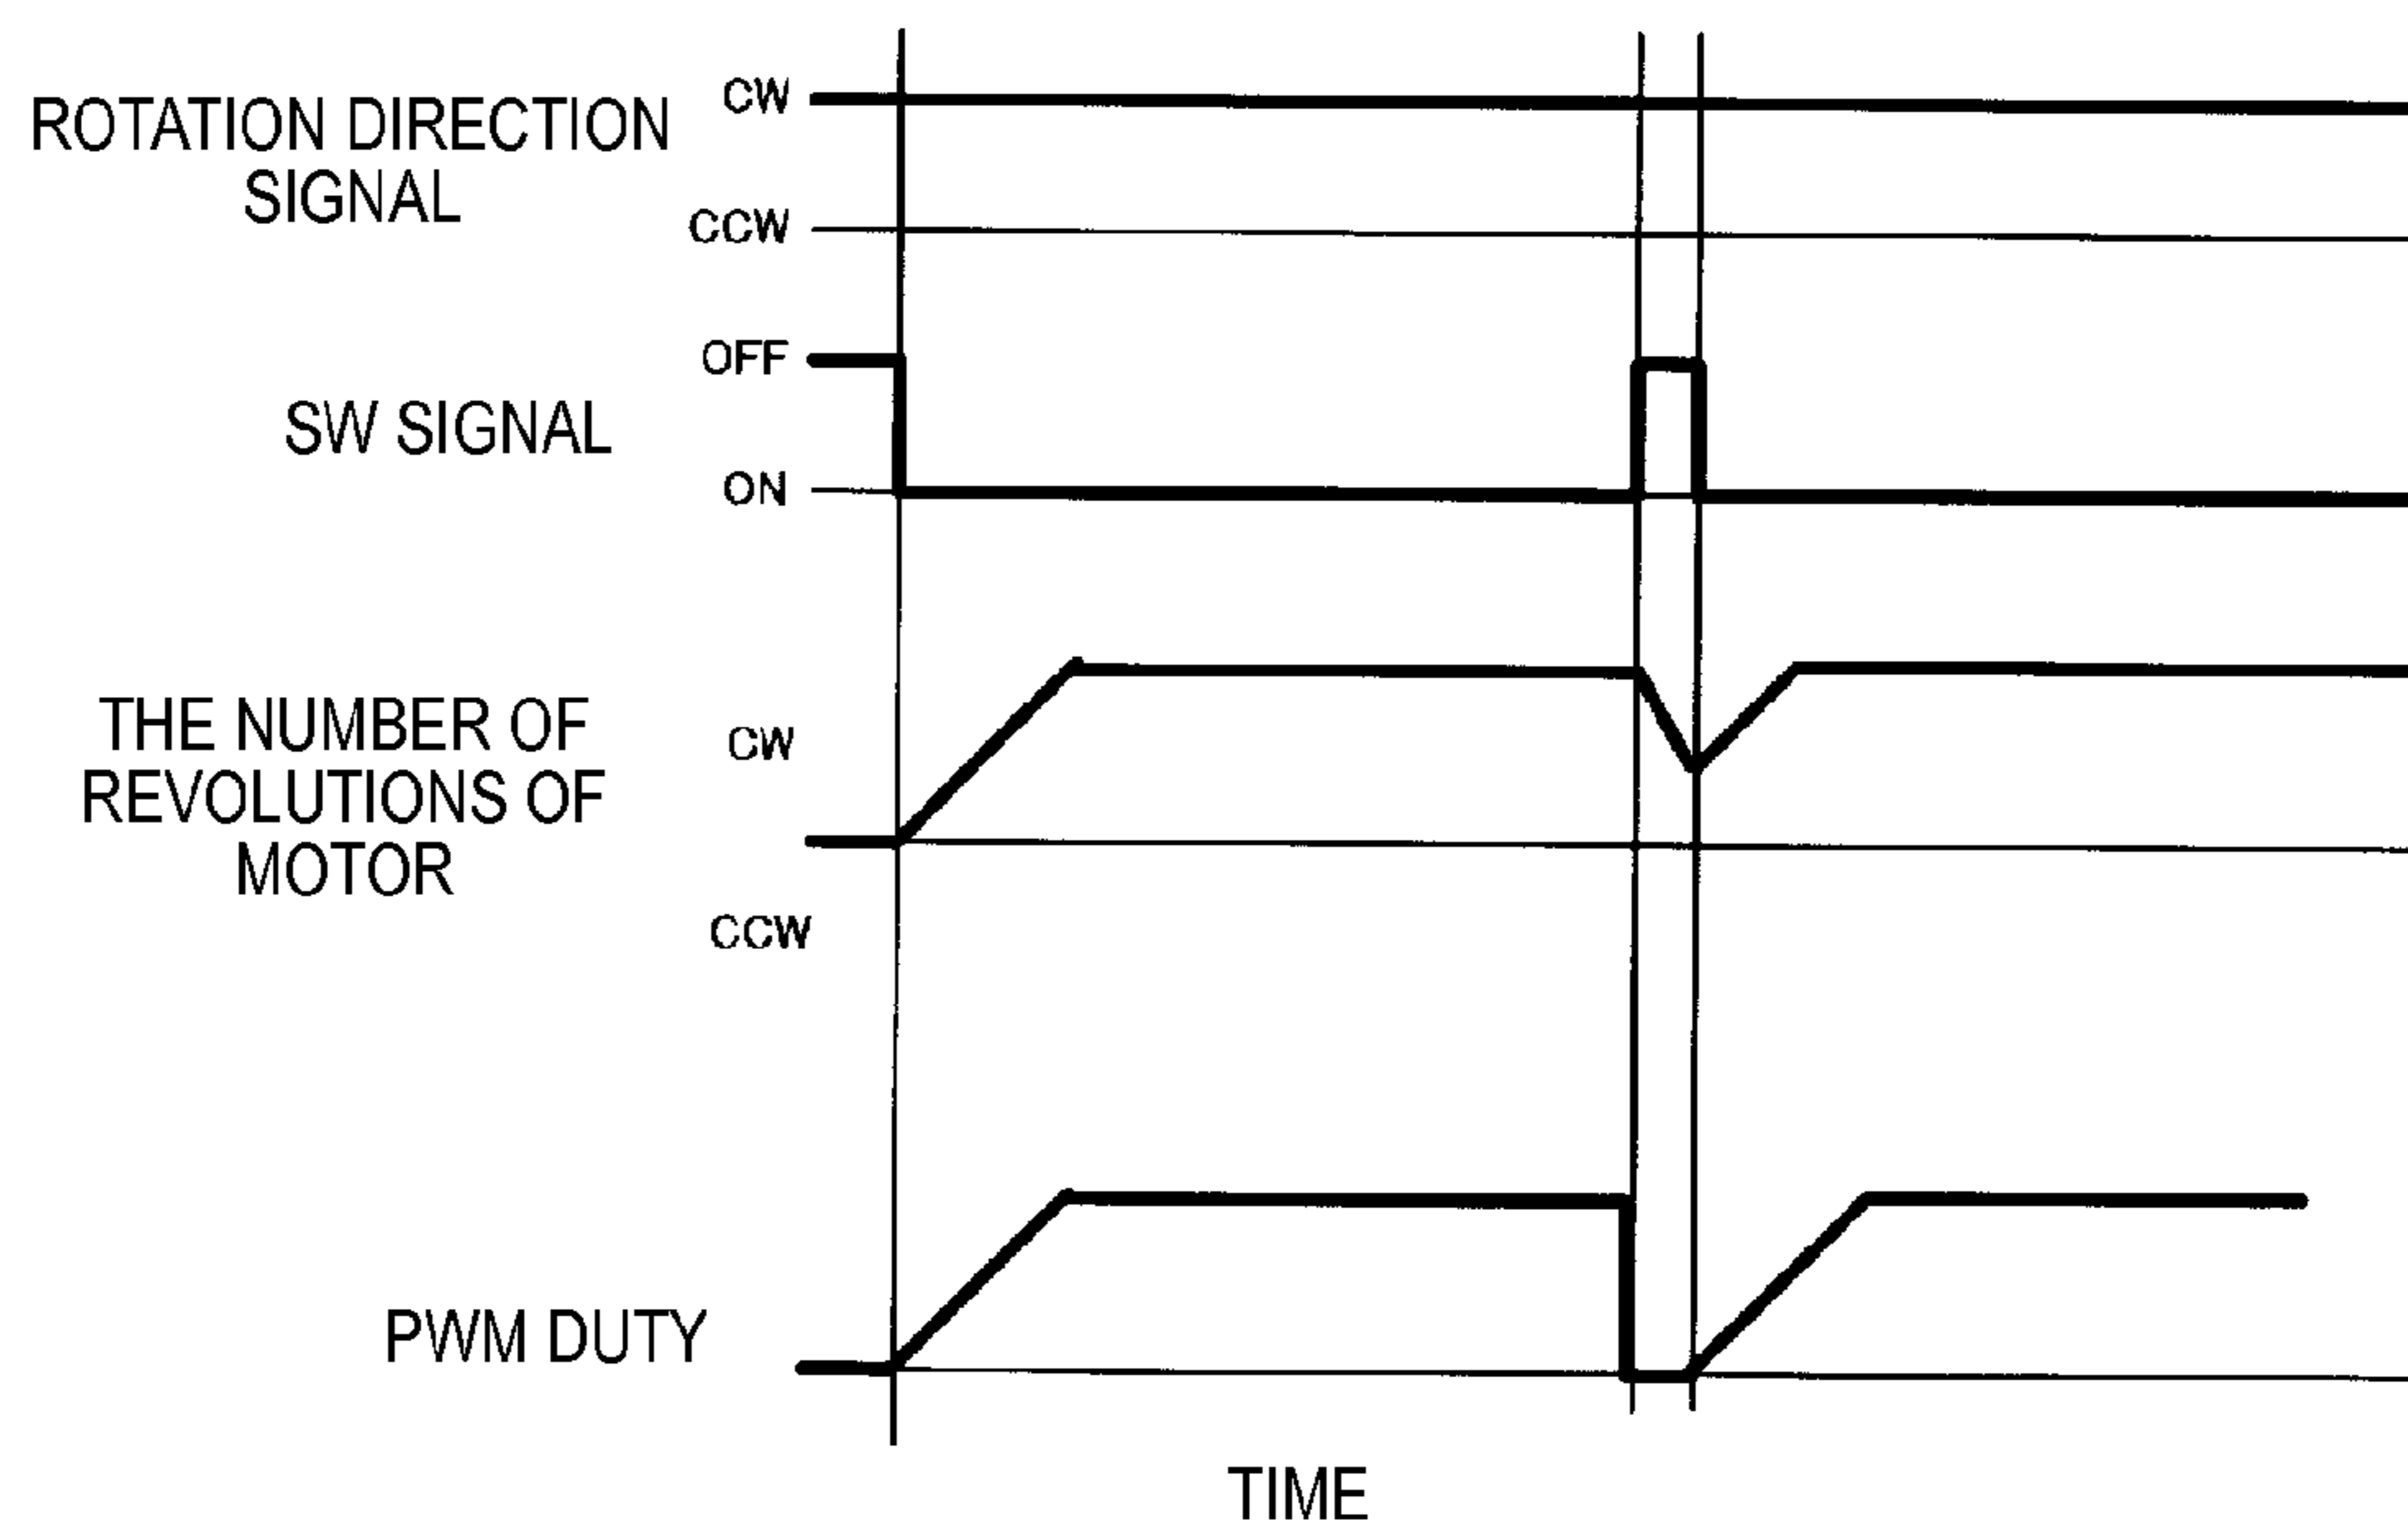 ROTATION DIRECTION
SIGNAL
CW
CCW
SW SIGNAL
OFF
ON
THE NUMBER OF
REVOLUTIONS OF
MOTOR
CW
CCW
PWM DUTY
TIME